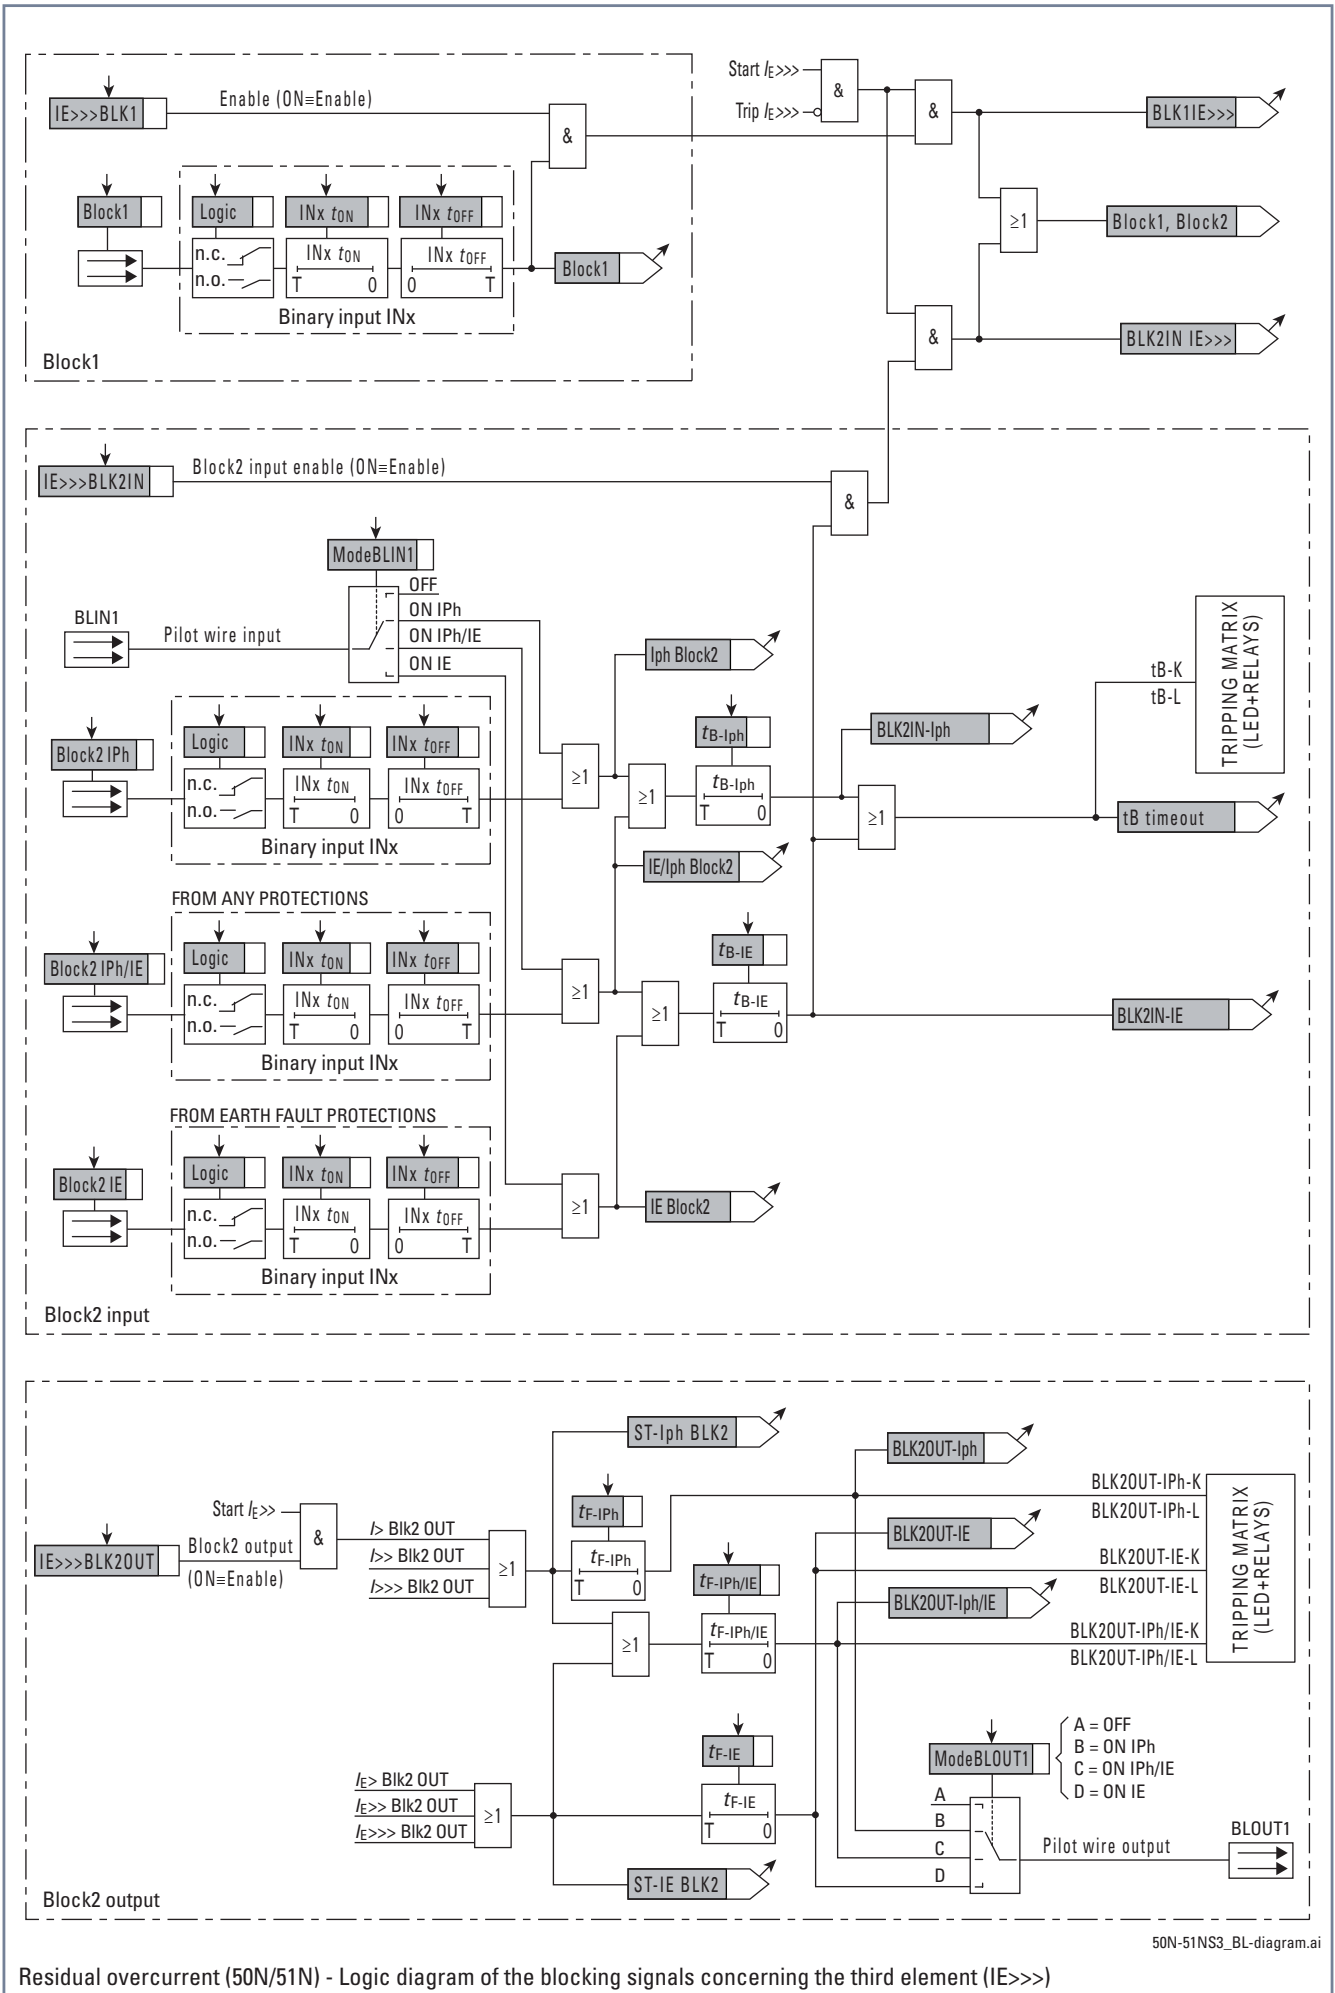 Start IE>>>
Trip IE>>>
&
&
IE>>>BLK1
Enable (ON≡Enable)
&
BLK1IE>>>
Block1
Logic
INx tON
INx tOFF
n.c.
n.o.
INx tON
T 0
INx tOFF
0 T
Binary input INx
Block1
≥1
Block1, Block2
&
BLK2IN IE>>>
Block1
IE>>>BLK2IN
Block2 input enable (ON≡Enable)
&
ModeBLIN1
OFF
ON IPh
ON IPh/IE
ON IE
BLIN1
Pilot wire input
Iph Block2
tB-K
tB-L
TRIPPING MATRIX
(LED+RELAYS)
Block2 IPh
Logic
INx tON
INx tOFF
n.c.
n.o.
INx tON
T 0
INx tOFF
0 T
Binary input INx
≥1
≥1
tB-Iph
tB-Iph
T 0
BLK2IN-Iph
≥1
tB timeout
IE/Iph Block2
FROM ANY PROTECTIONS
Block2 IPh/IE
Logic
INx tON
INx tOFF
n.c.
n.o.
INx tON
T 0
INx tOFF
0 T
Binary input INx
≥1
≥1
tB-IE
tB-IE
T 0
BLK2IN-IE
FROM EARTH FAULT PROTECTIONS
Block2 IE
Logic
INx tON
INx tOFF
n.c.
n.o.
INx tON
T 0
INx tOFF
0 T
Binary input INx
≥1
IE Block2
Block2 input
ST-Iph BLK2
BLK2OUT-Iph
Start IE>>
IE>>>BLK2OUT
Block2 output
(ON≡Enable)
&
I> Blk2 OUT
I>> Blk2 OUT
I>>> Blk2 OUT
≥1
tF-IPh
tF-IPh
T 0
BLK2OUT-IE
BLK2OUT-IPh-K
BLK2OUT-IPh-L
BLK2OUT-IE-K
BLK2OUT-IE-L
BLK2OUT-IPh/IE-K
BLK2OUT-IPh/IE-L
TRIPPING MATRIX
(LED+RELAYS)
≥1
tF-IPh/IE
tF-IPh/IE
T 0
BLK2OUT-Iph/IE
IE> Blk2 OUT
IE>> Blk2 OUT
IE>>> Blk2 OUT
≥1
tF-IE
tF-IE
T 0
ModeBLOUT1
A = OFF
B = ON IPh
C = ON IPh/IE
D = ON IE
A
B
C
D
Pilot wire output
BLOUT1
ST-IE BLK2
Block2 output
50N-51NS3_BL-diagram.ai
Residual overcurrent (50N/51N) - Logic diagram of the blocking signals concerning the third element (IE>>>)